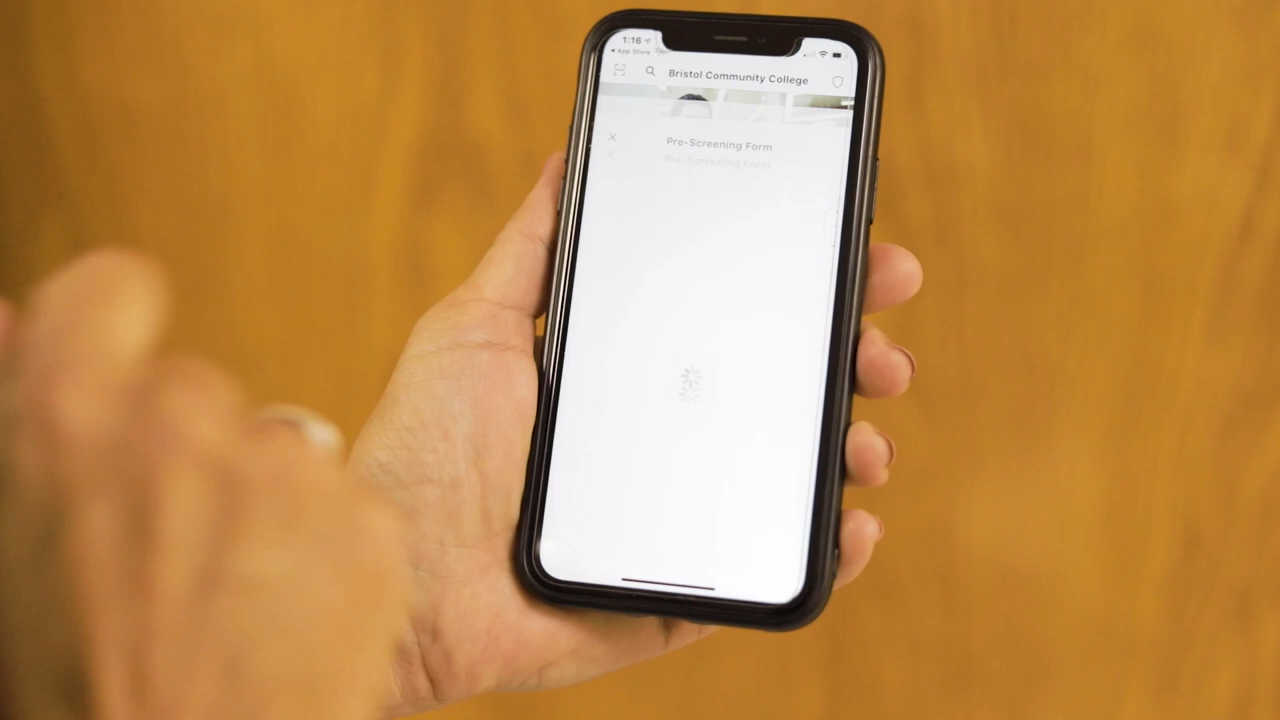 1:16
App Store
Bristol Community College
Pre-Screening Form
Pre-Screening Form